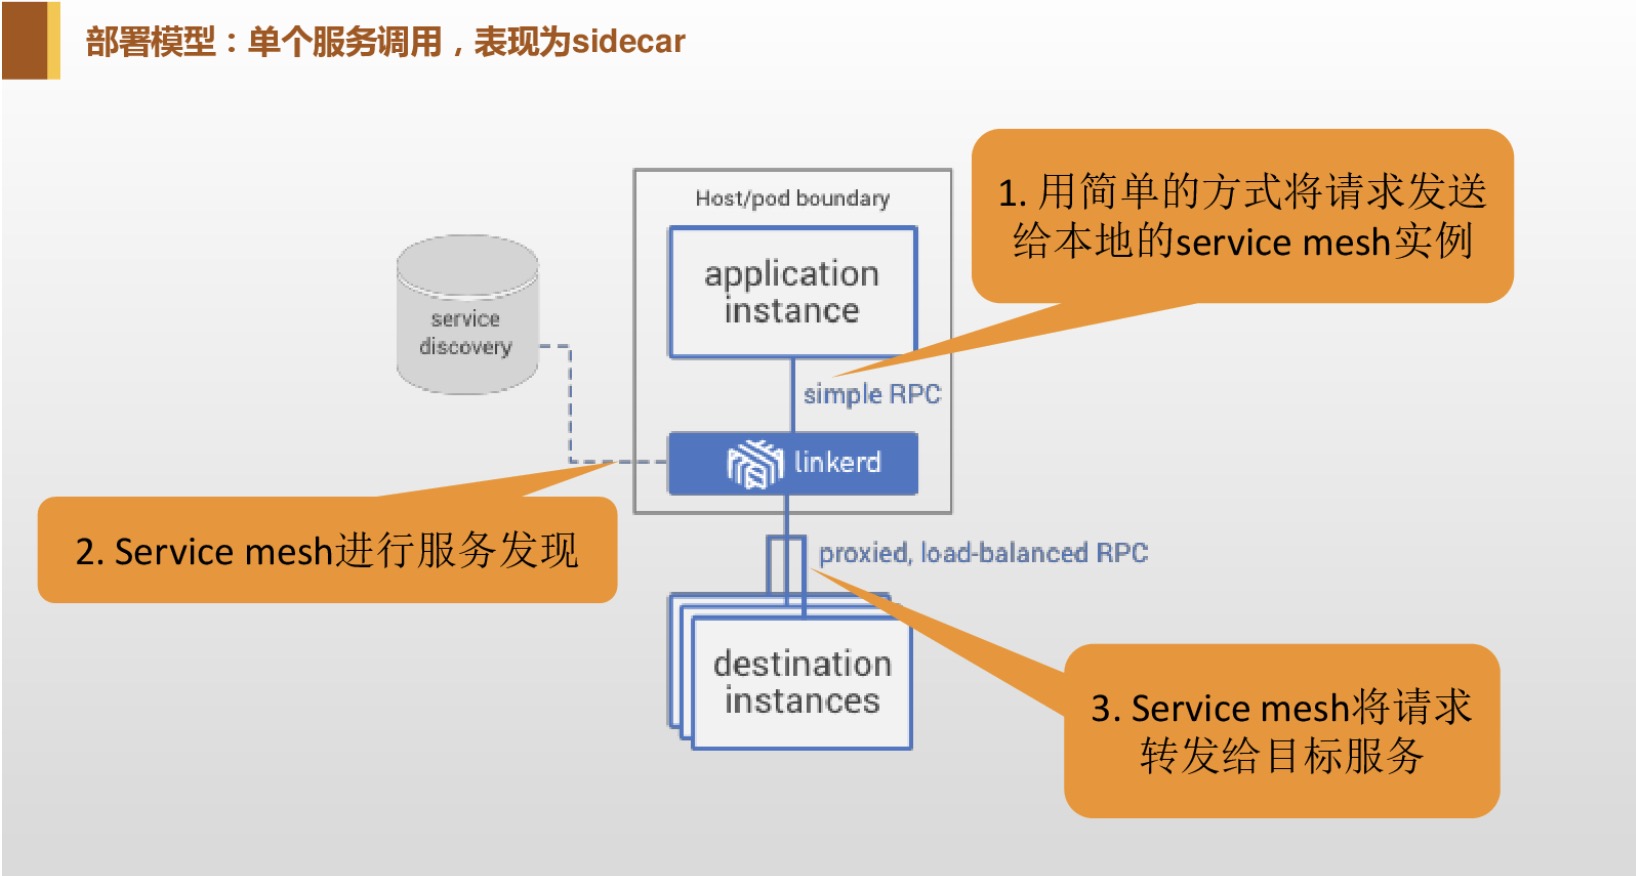 部署模型：单个服务调用，表现为sidecar
Host/pod boundary
1. 用简单的方式将请求发送
给本地的service mesh实例
application
instance
service
discovery
simple RPC
linkerd
2. Service mesh进行服务发现
proxied, load-balanced RPC
destination
instances
3. Service mesh将请求
转发给目标服务